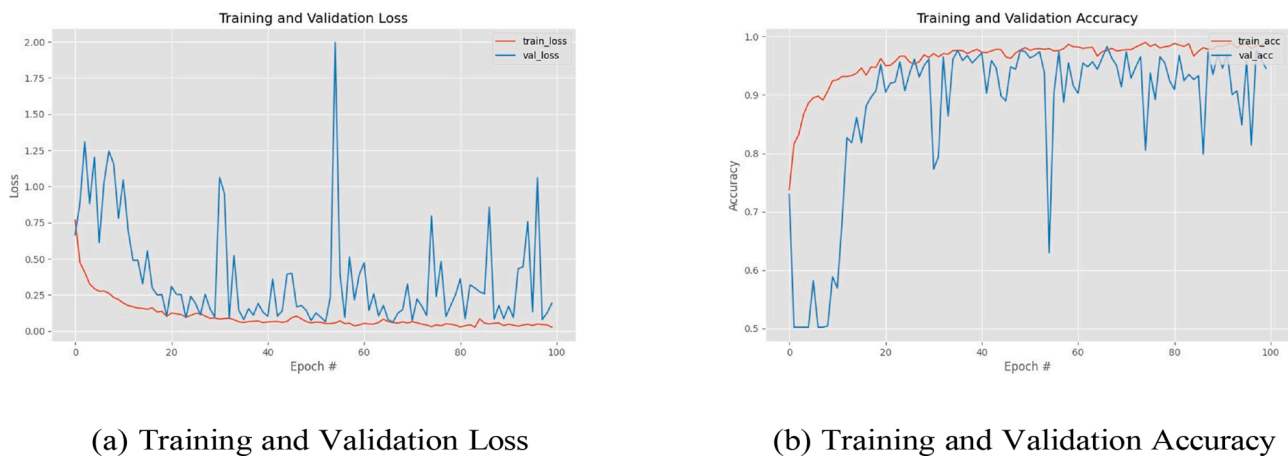 Training and Validation Loss
train_loss
val_loss
2.00
1.75
1.50
1.25
1.00
0.75
0.50
0.25
0.00
Loss
0
20
40
60
80
100
Epoch #
(a) Training and Validation Loss
Training and Validation Accuracy
train_acc
val_acc
1.0
0.9
0.8
0.7
0.6
0.5
Accuracy
0
20
40
60
80
100
Epoch #
(b) Training and Validation Accuracy